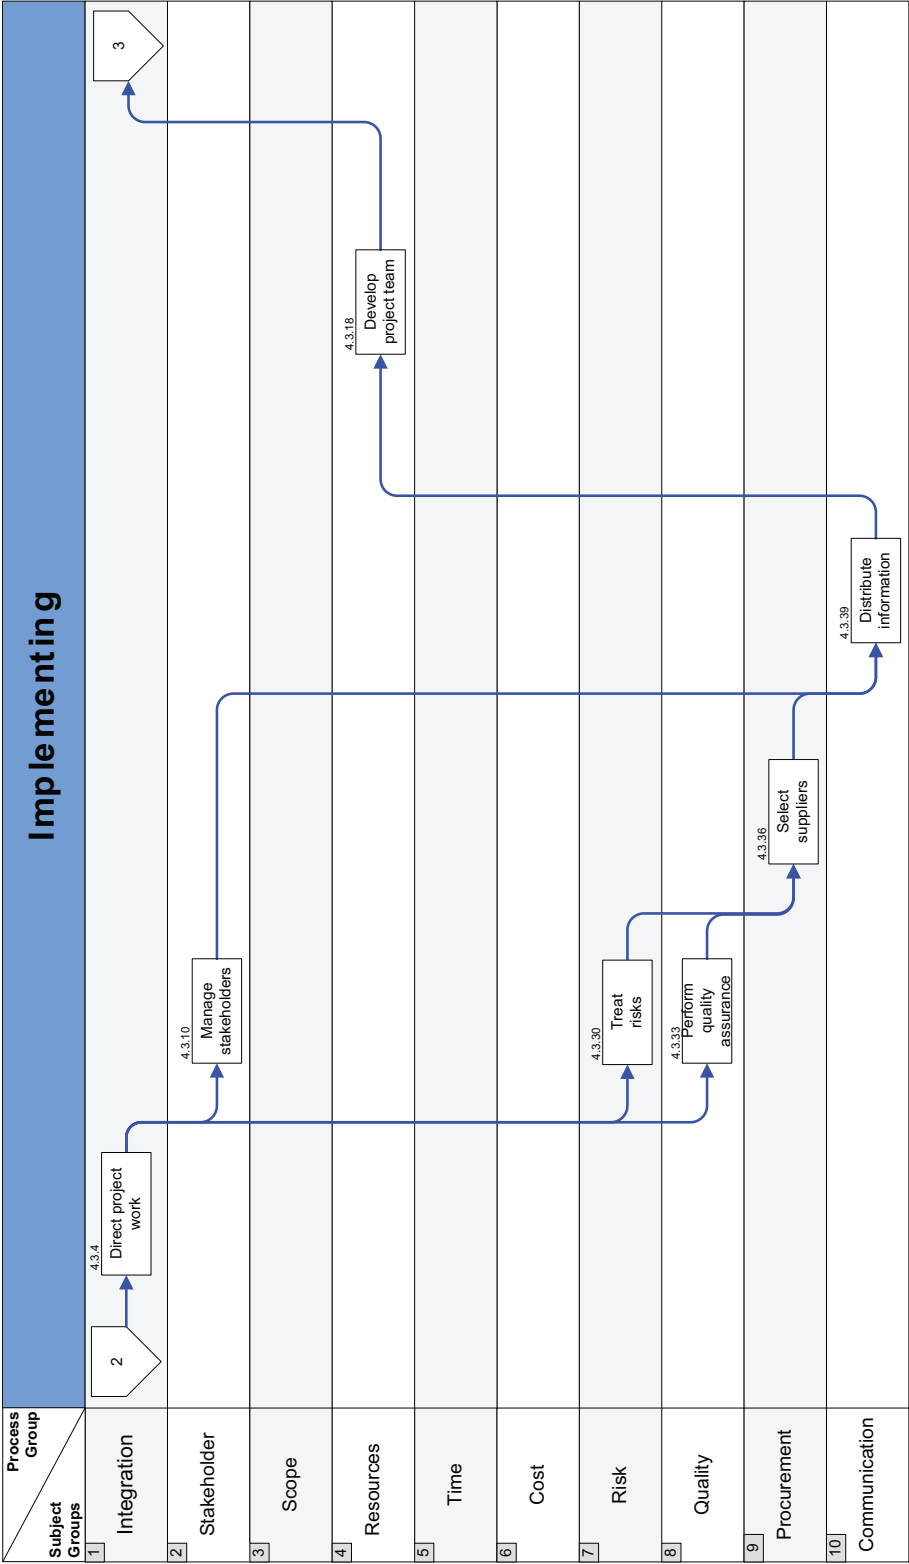 Process
Group
Subject
Groups
Implementing
1
Integration
2
4.3.4
Direct project
work
3
2
Stakeholder
4.3.10
Manage
stakeholders
3
Scope
4
Resources
4.3.18
Develop
project team
5
Time
6
Cost
7
Risk
4.3.30
Treat
risks
8
Quality
4.3.33
Perform
quality
assurance
9
Procurement
4.3.36
Select
suppliers
10
Communication
4.3.39
Distribute
information